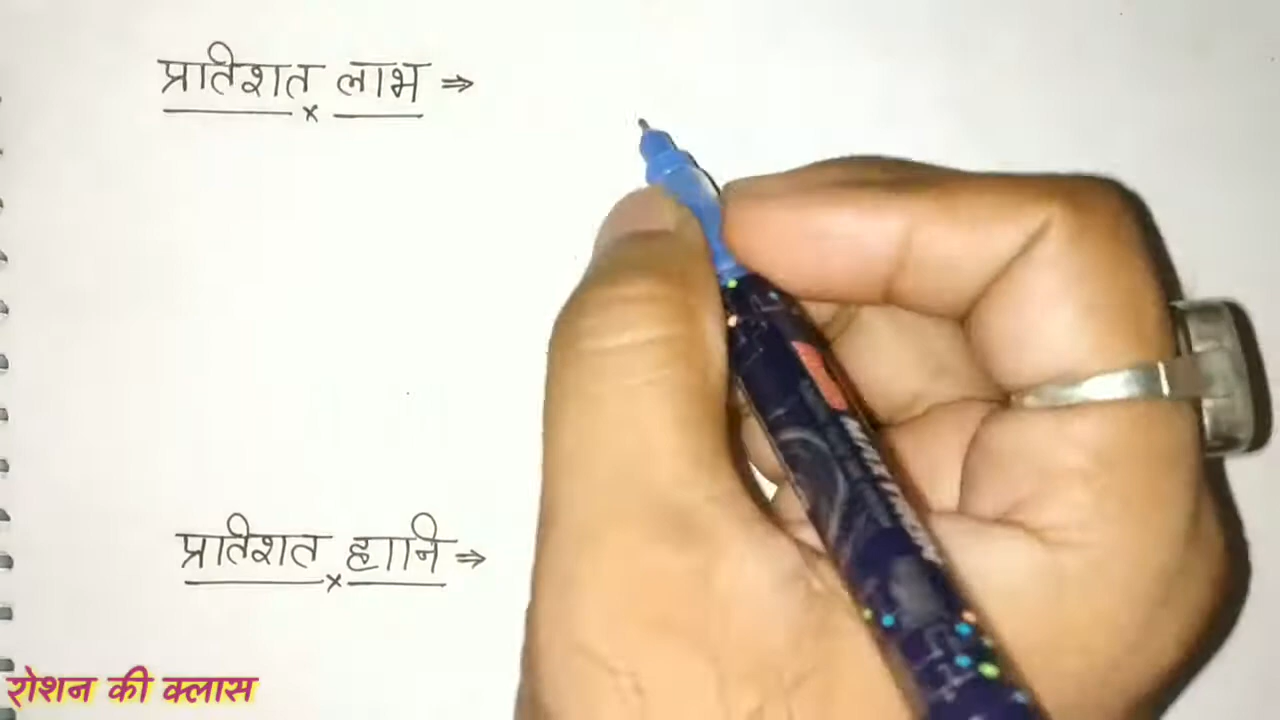 प्रतिशत लाभ ⇒
प्रतिशत हानि ⇒
रोशन की क्लास